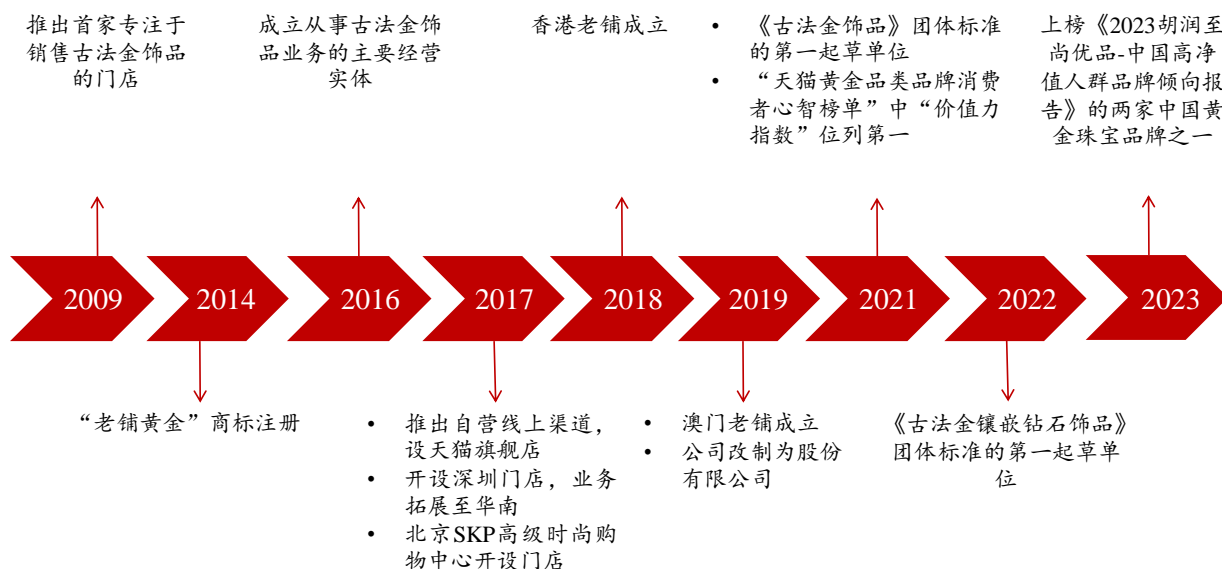 推出首家专注于
销售古法金饰品
的门店
成立从事古法金饰
品业务的主要经营
实体
香港老铺成立
• 《古法金饰品》团体标准
的第一起草单位
• “天猫黄金品类品牌消费
者心智榜单”中“价值力
指数”位列第一
上榜《2023胡润至
尚优品-中国高净
值人群品牌倾向报
告》的两家中国黄
金珠宝品牌之一
2009
2014
2016
2017
2018
2019
2021
2022
2023
“老铺黄金”商标注册
• 推出自营线上渠道，
设天猫旗舰店
• 开设深圳门店，业务
拓展至华南
• 北京SKP高级时尚购
物中心开设门店
• 澳门老铺成立
• 公司改制为股份
有限公司
《古法金镶嵌钻石饰品》
团体标准的第一起草单
位